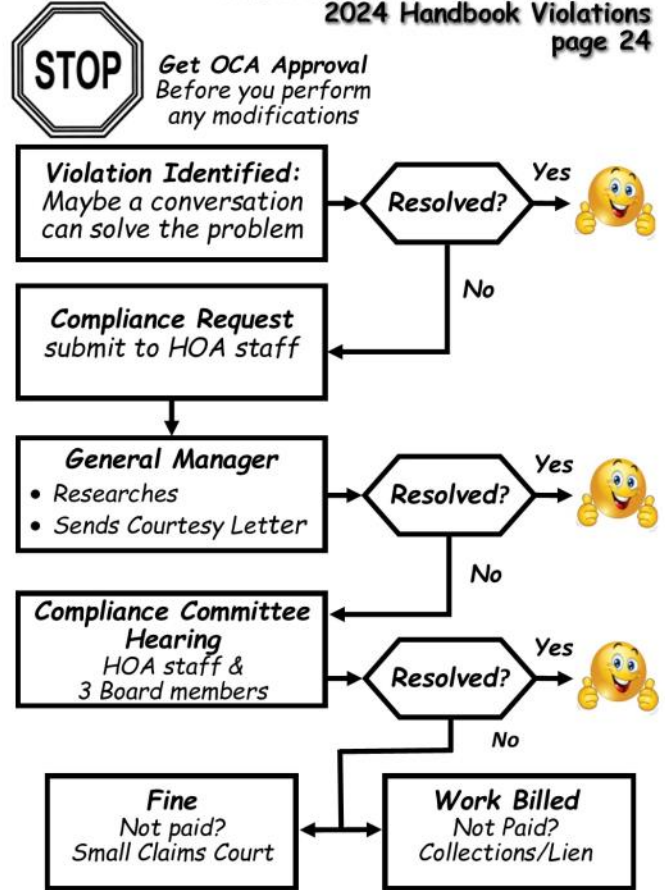 2024 Handbook Violations
page 24
STOP
Get OCA Approval
Before you perform
any modifications
Violation Identified:
Maybe a conversation
can solve the problem
Resolved?
Yes
No
Compliance Request
submit to HOA staff
General Manager
• Researches
• Sends Courtesy Letter
Resolved?
Yes
No
Compliance Committee
Hearing
HOA staff &
3 Board members
Resolved?
Yes
No
Fine
Not paid?
Small Claims Court
Work Billed
Not Paid?
Collections/Lien